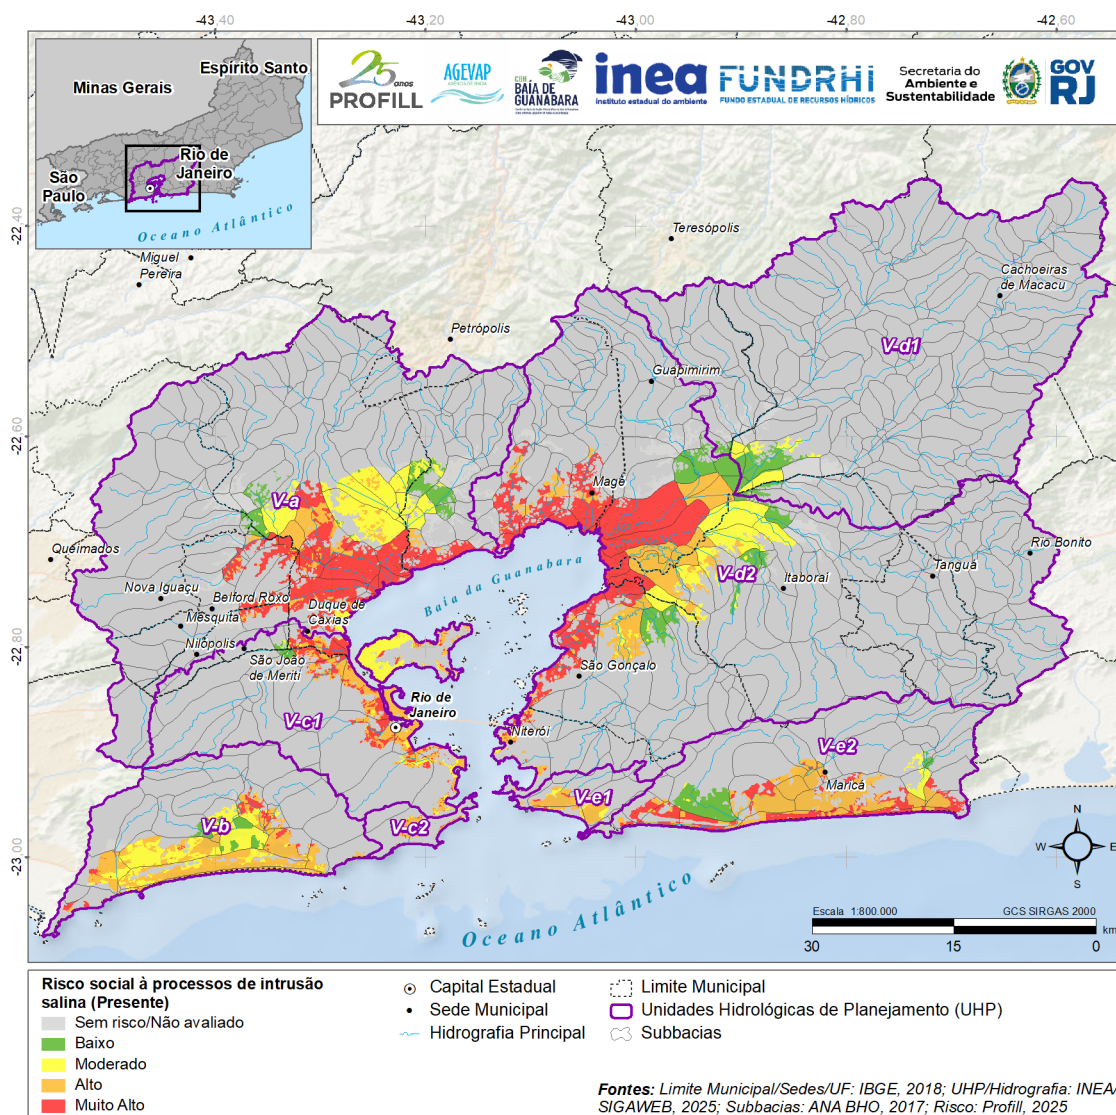 -43,40
-43,20
-43,00
-42,80
-42,60
Espírito Santo
Minas Gerais
Rio de
Janeiro
São
Paulo
Oceano Atlântico
25 anos
PROFILL
AGEVAP
CBH
BAÍA DE
GUANABARA
inea
instituto estadual do ambiente
FUNDRHI
FUNDO ESTADUAL DE RECURSOS HÍDRICOS
Secretaria do
Ambiente e
Sustentabilidade
GOV
RJ
-22,40
-22,60
-22,80
-23,00
Teresópolis
Miguel
Pereira
Cachoeiras
de Macacu
Petrópolis
V-d1
Guapimirim
Magé
V-a
Queimados
Rio Bonito
Baia da Guanabara
V-d2
Itaboraí
Tanguá
Nova Iguaçu
Belford Roxo
Mesquita
Duque de
Caxias
Nilópolis
São João
de Meriti
São Gonçalo
Rio de
Janeiro
V-c1
Niterói
V-e2
Maricá
V-e1
V-b
V-c2
N
W
E
S
Oceano Atlântico
Escala 1:800.000
GCS SIRGAS 2000
km
30
15
0
Risco social à processos de intrusão
salina (Presente)
Sem risco/Não avaliado
Baixo
Moderado
Alto
Muito Alto
Capital Estadual
Sede Municipal
Hidrografia Principal
Limite Municipal
Unidades Hidrológicas de Planejamento (UHP)
Subbacias
Fontes: Limite Municipal/Sedes/UF: IBGE, 2018; UHP/Hidrografia: INEA/
SIGAWEB, 2025; Subbacias: ANA BHO, 2017; Risco: Profill, 2025